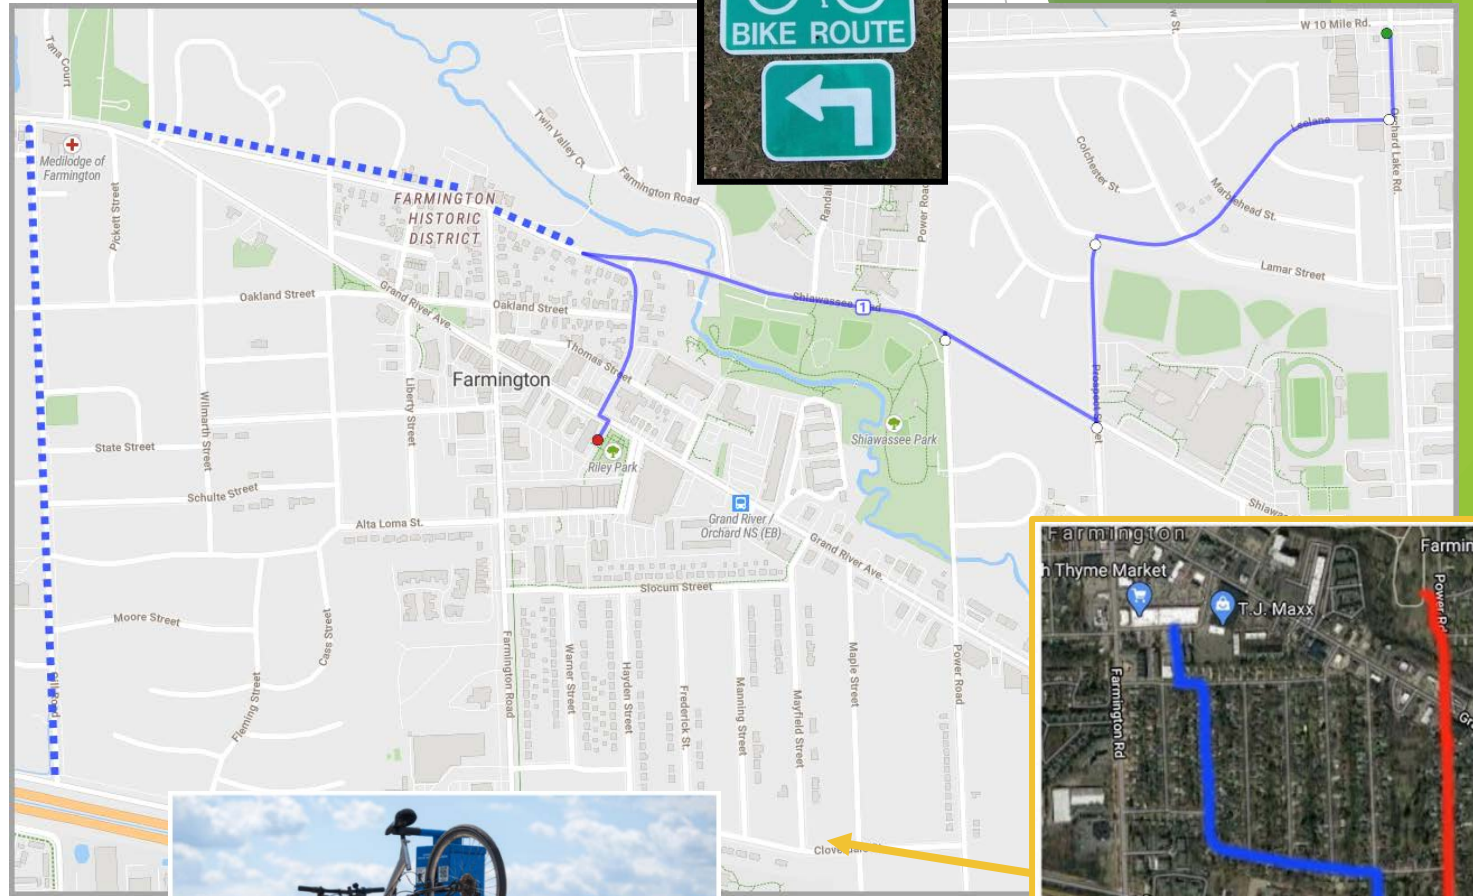 BIKE ROUTE
W 10 Mile Rd.
Tana Court
Medilodge of
Farmington
Pickett Street
FARMINGTON
HISTORIC
DISTRICT
Twin Valley Ct
Farmington Road
Power Road
Colchester St.
Leelane
Orchard Lake Rd.
Marblehead St.
Lamar Street
Oakland Street
Grand River Ave.
Oakland Street
Shiawassee
1
Thomas Street
Farmington
Liberty Street
Wilmarth Street
State Street
Schulte Street
Alta Loma St.
Riley Park
Shiawassee Park
Prospect Street
Grand River /
Orchard NS (EB)
Grand River Ave.
Slocum Street
Moore Street
Cass Street
Fleming Street
Farmington Road
Warner Street
Hayden Street
Frederick St.
Manning Street
Mayfield Street
Maple Street
Power Road
Farmington
h Thyme Market
T.J. Maxx
Farmin
Power Rd
Farmington Rd